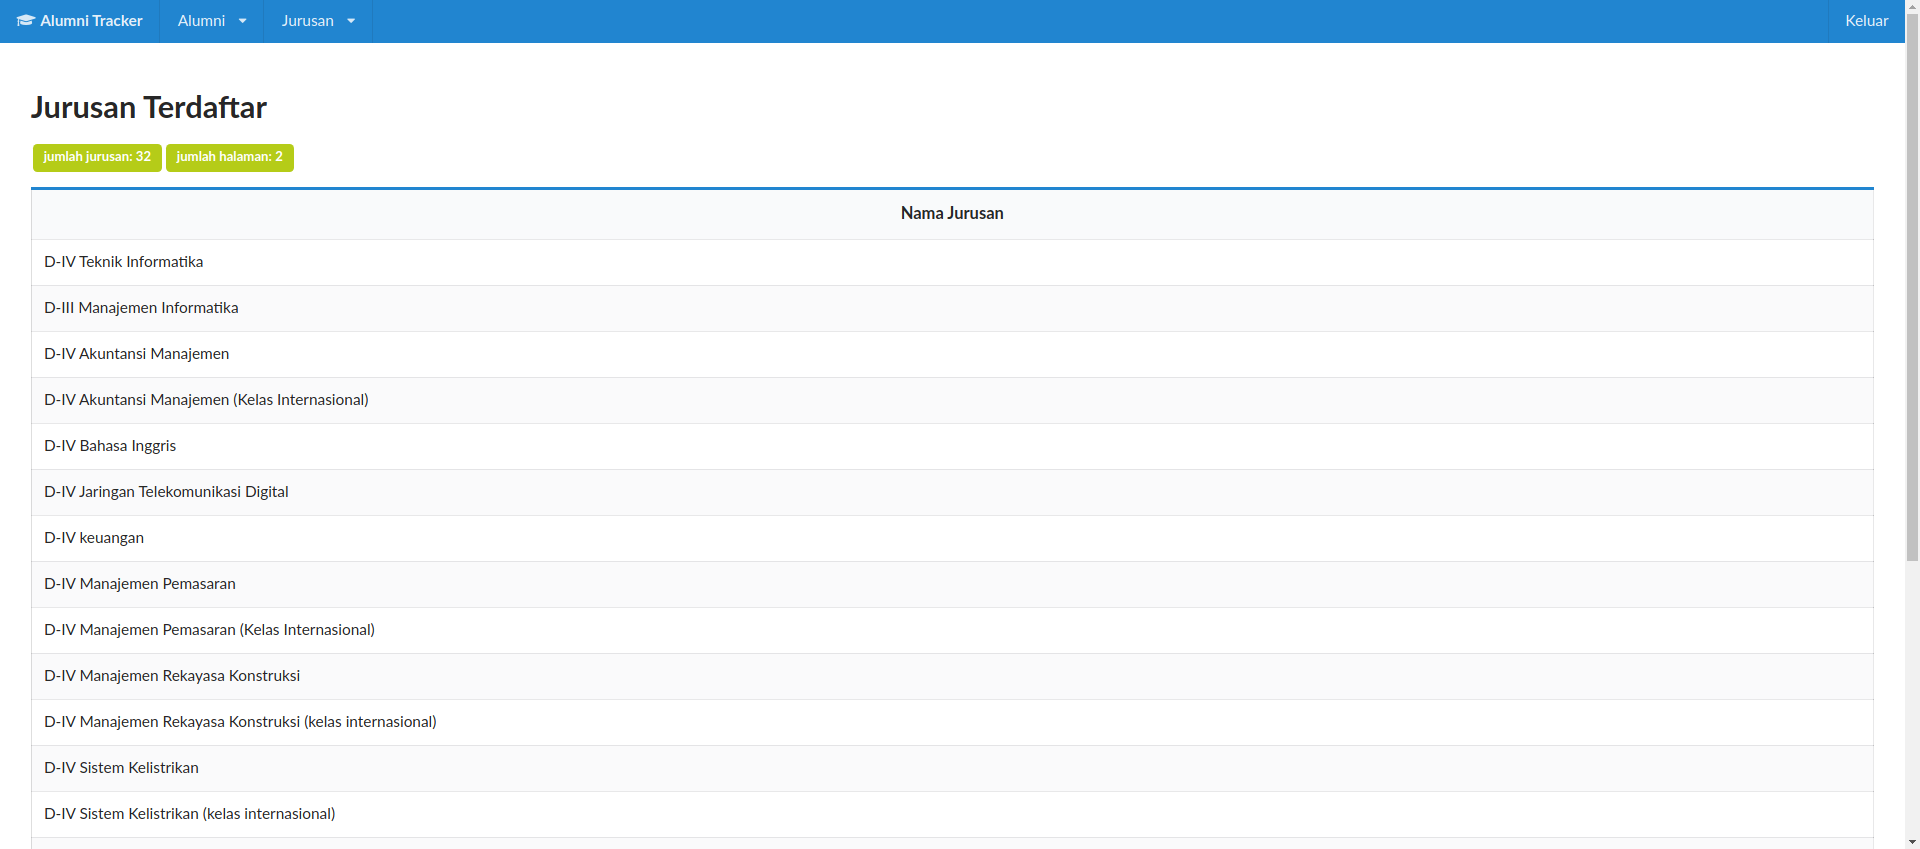 Alumni Tracker Alumni Jurusan Keluar
Jurusan Terdaftar
jumlah jurusan: 32 jumlah halaman: 2
Nama Jurusan
D-IV Teknik Informatika
D-III Manajemen Informatika
D-IV Akuntansi Manajemen
D-IV Akuntansi Manajemen (Kelas Internasional)
D-IV Bahasa Inggris
D-IV Jaringan Telekomunikasi Digital
D-IV keuangan
D-IV Manajemen Pemasaran
D-IV Manajemen Pemasaran (Kelas Internasional)
D-IV Manajemen Rekayasa Konstruksi
D-IV Manajemen Rekayasa Konstruksi (kelas internasional)
D-IV Sistem Kelistrikan
D-IV Sistem Kelistrikan (kelas internasional)